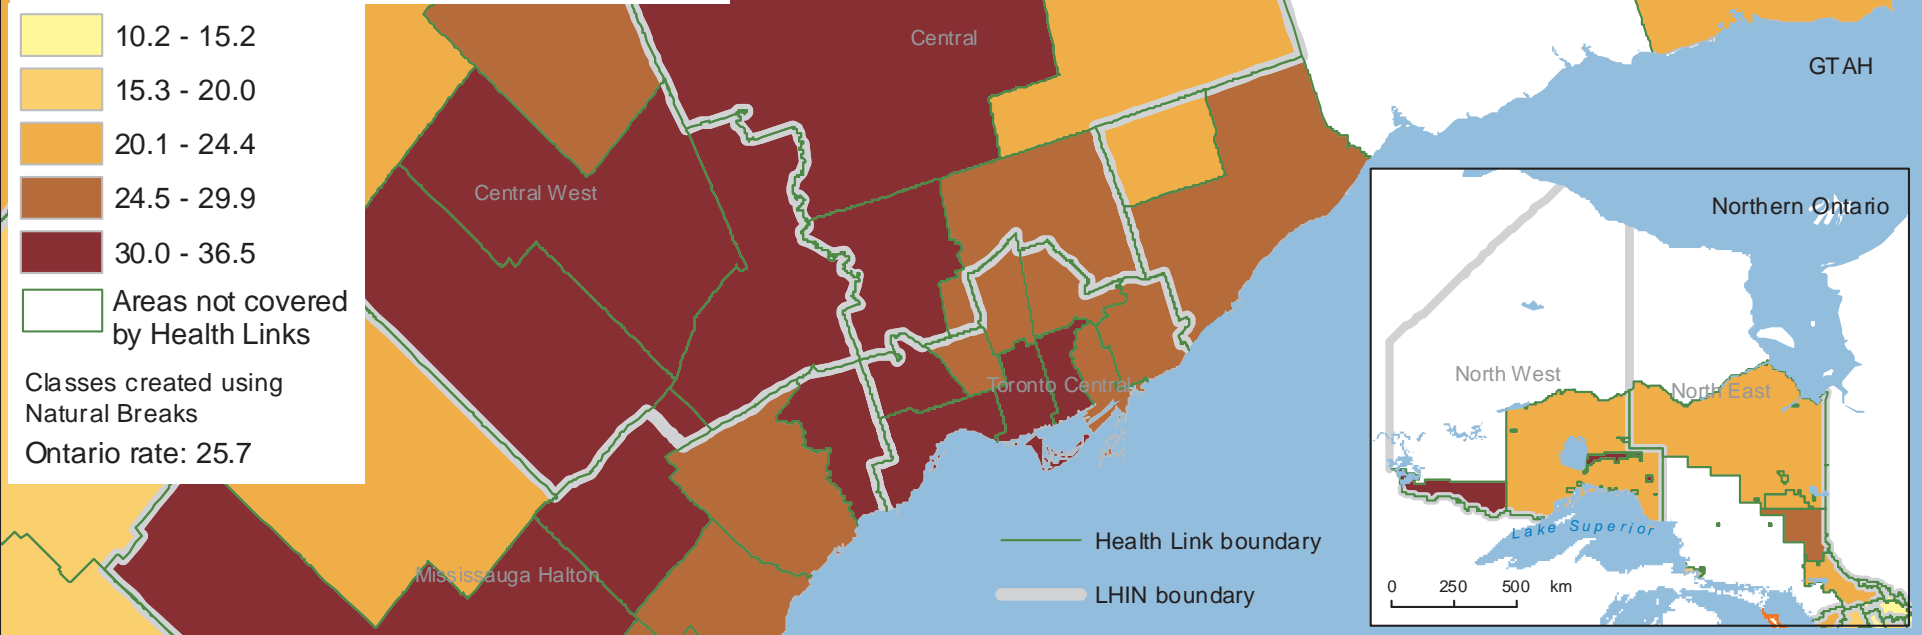 10.2 - 15.2
15.3 - 20.0
20.1 - 24.4
24.5 - 29.9
30.0 - 36.5
Areas not covered
by Health Links
Classes created using
Natural Breaks
Ontario rate: 25.7
Central
Central West
Toronto Central
Mississauga Halton
Health Link boundary
LHIN boundary
GTAH
Northern Ontario
North West
North East
Lake Superior
0 250 500 km